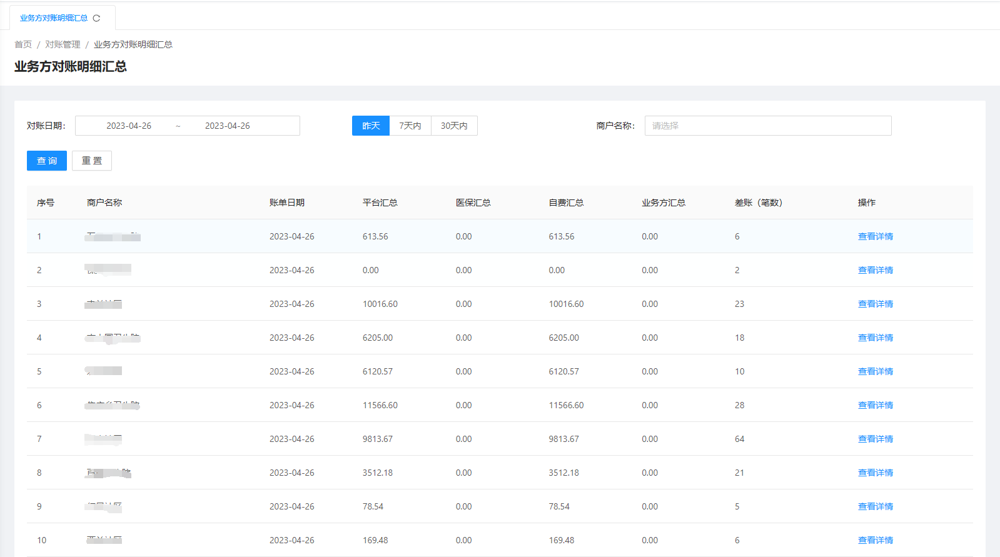 业务方对账明细汇总
首页 / 对账管理 / 业务方对账明细汇总
业务方对账明细汇总
对账日期： 2023-04-26 ~ 2023-04-26 昨天 7天内 30天内 商户名称： 请选择
查 询 重 置
序号 商户名称 账单日期 平台汇总 医保汇总 自费汇总 业务方汇总 差账（笔数） 操作
1 2023-04-26 613.56 0.00 613.56 0.00 6 查看详情
2 2023-04-26 0.00 0.00 0.00 0.00 2 查看详情
3 2023-04-26 10016.60 0.00 10016.60 0.00 23 查看详情
4 2023-04-26 6205.00 0.00 6205.00 0.00 18 查看详情
5 2023-04-26 6120.57 0.00 6120.57 0.00 10 查看详情
6 2023-04-26 11566.60 0.00 11566.60 0.00 28 查看详情
7 2023-04-26 9813.67 0.00 9813.67 0.00 64 查看详情
8 2023-04-26 3512.18 0.00 3512.18 0.00 21 查看详情
9 2023-04-26 78.54 0.00 78.54 0.00 5 查看详情
10 2023-04-26 169.48 0.00 169.48 0.00 6 查看详情